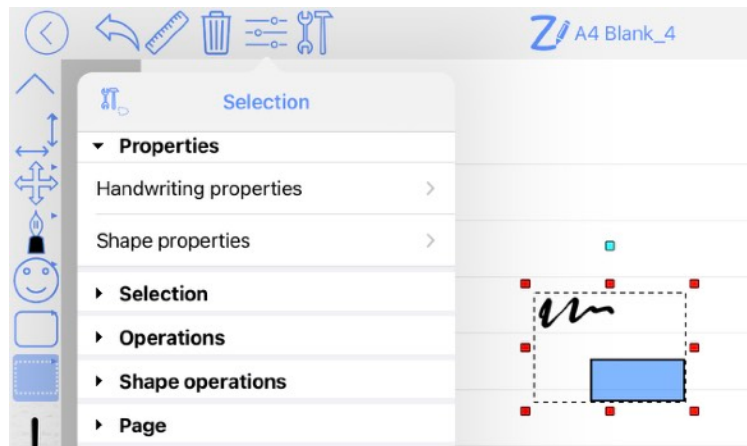 A4 Blank_4
Selection
Properties
Handwriting properties
Shape properties
Selection
Operations
Shape operations
Page